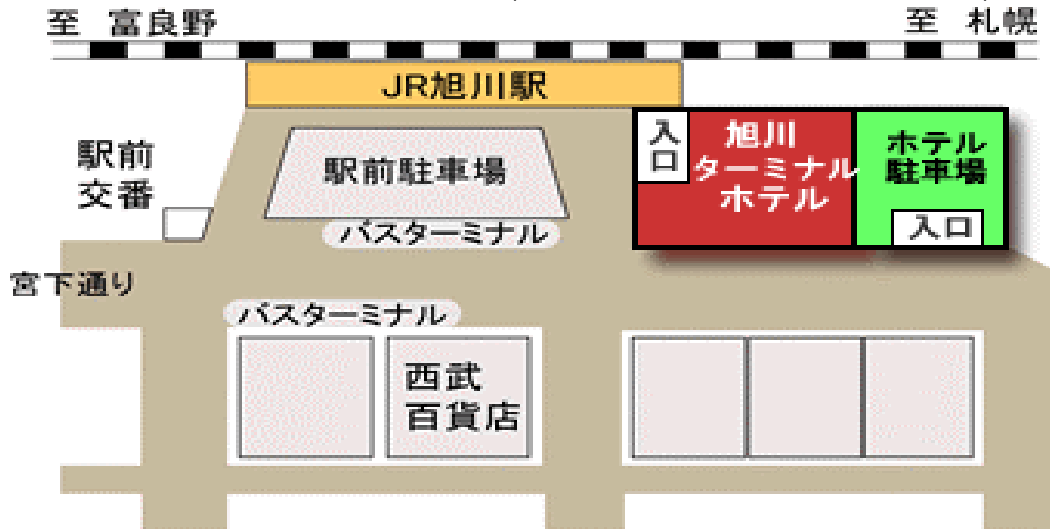 至 富良野
至 札幌
JR旭川駅
駅前
交番
駅前駐車場
バスターミナル
入
口
旭川
ターミナル
ホテル
ホテル
駐車場
入口
宮下通り
バスターミナル
西武
百貨店